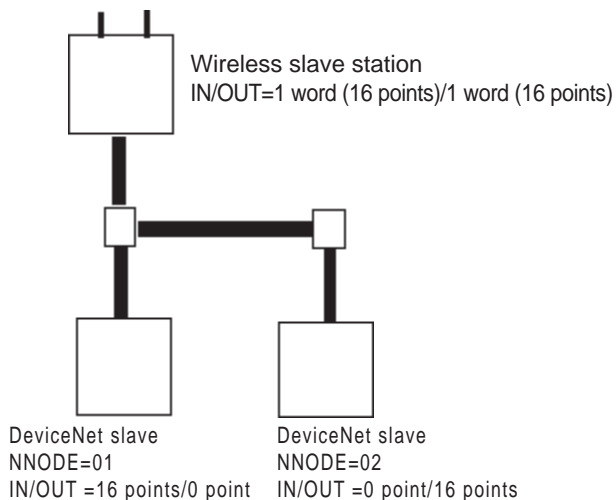 Wireless slave station
IN/OUT=1 word (16 points)/1 word (16 points)
DeviceNet slave
NNODE=01
IN/OUT =16 points/0 point
DeviceNet slave
NNODE=02
IN/OUT =0 point/16 points